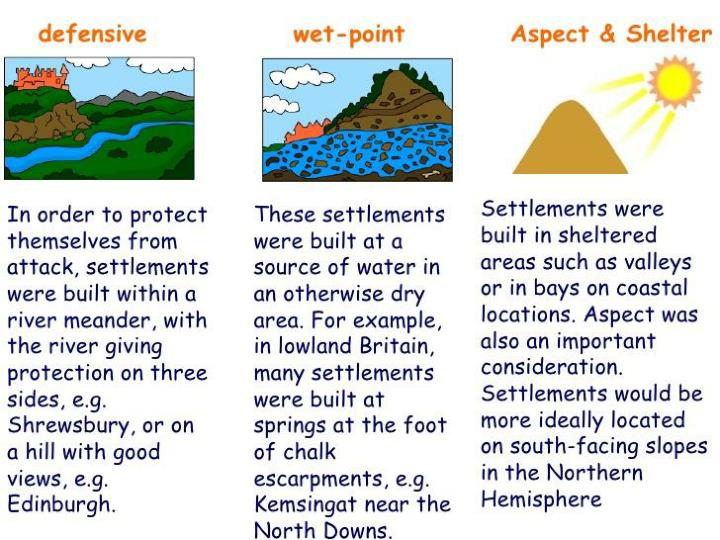 defensive
In order to protect
themselves from
attack, settlements
were built within a
river meander, with
the river giving
protection on three
sides, e.g.
Shrewsbury, or on
a hill with good
views, e.g.
Edinburgh.
wet-point
These settlements
were built at a
source of water in
an otherwise dry
area. For example,
in lowland Britain,
many settlements
were built at
springs at the foot
of chalk
escarpments, e.g.
Kemsingat near the
North Downs.
Aspect & Shelter
Settlements were
built in sheltered
areas such as valleys
or in bays on coastal
locations. Aspect was
also an important
consideration.
Settlements would be
more ideally located
on south-facing slopes
in the Northern
Hemisphere